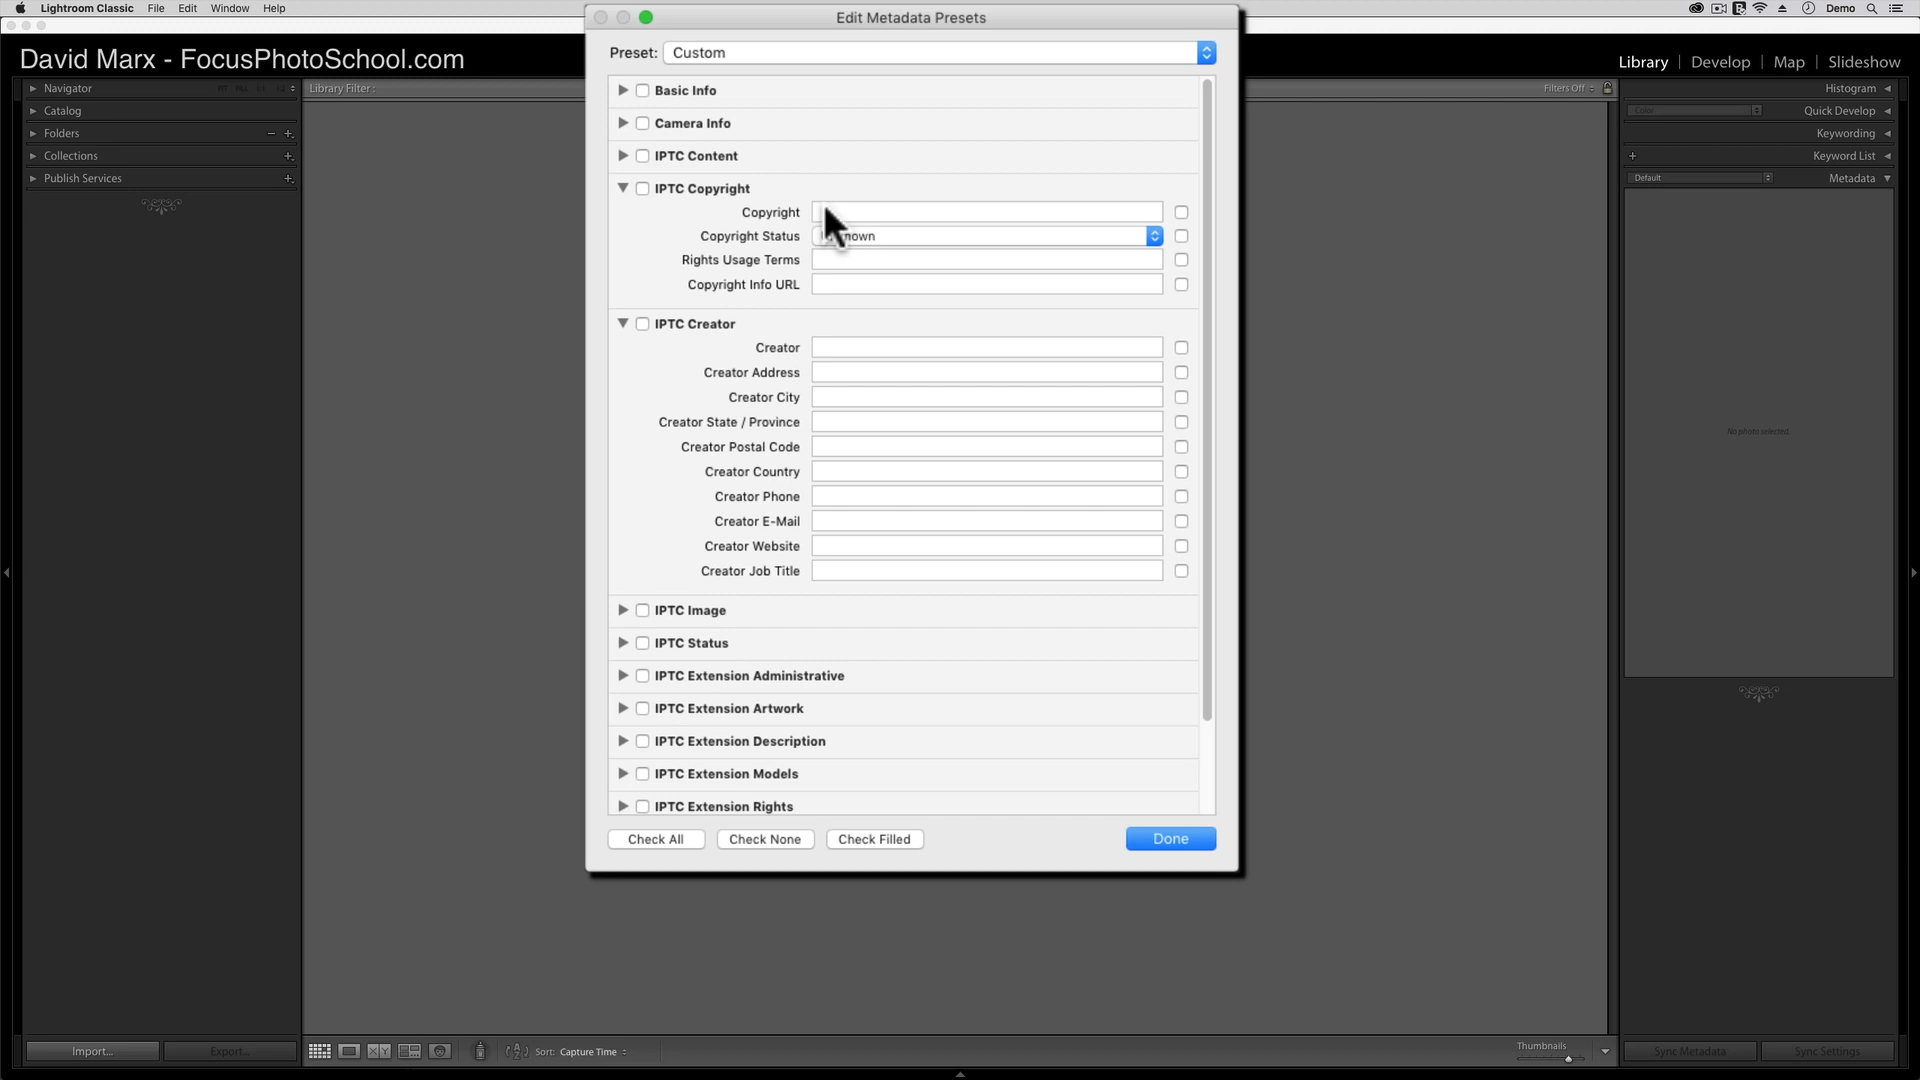 Lightroom Classic File Edit Window Help
Demo
Edit Metadata Presets
David Marx - FocusPhotoSchool.com
Library | Develop | Map | Slideshow
Preset: Custom
Navigator
Catalog
Folders
Collections
Publish Services
Library Filter :
Filters Off
Basic Info
Camera Info
IPTC Content
IPTC Copyright
Copyright
Copyright Status
Rights Usage Terms
Copyright Info URL
IPTC Creator
Creator
Creator Address
Creator City
Creator State / Province
Creator Postal Code
Creator Country
Creator Phone
Creator E-Mail
Creator Website
Creator Job Title
IPTC Image
IPTC Status
IPTC Extension Administrative
IPTC Extension Artwork
IPTC Extension Description
IPTC Extension Models
IPTC Extension Rights
Check All Check None Check Filled Done
Histogram
Color Quick Develop
Keywording
Keyword List
Default Metadata
No photo selected.
Import... Export...
Sort: Capture Time
Thumbnails
Sync Metadata Sync Settings